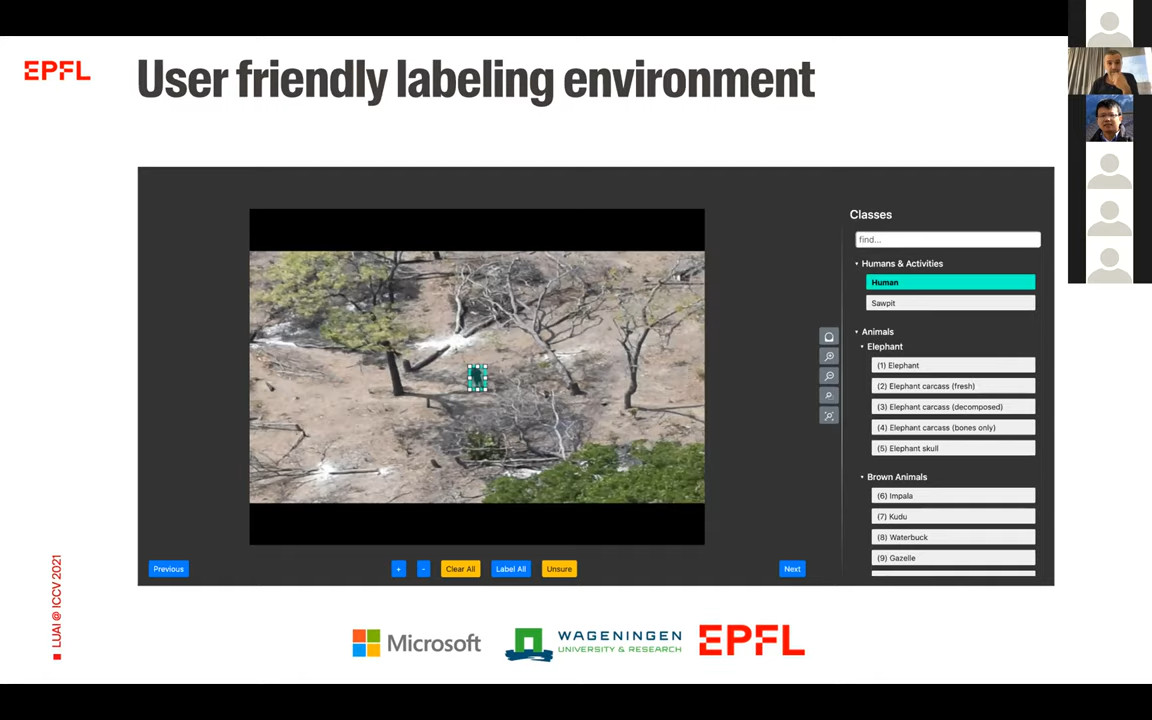 EPFL
User friendly labeling environment
Classes
find...
Humans & Activities
Human
Sawpit
Animals
Elephant
(1) Elephant
(2) Elephant carcass (fresh)
(3) Elephant carcass (decomposed)
(4) Elephant carcass (bones only)
(5) Elephant skull
Brown Animals
(6) Impala
(7) Kudu
(8) Waterbuck
(9) Gazelle
Previous
+
-
Clear All
Label All
Unsure
Next
LUAI @ ICCV 2021
Microsoft
WAGENINGEN
UNIVERSITY & RESEARCH
EPFL